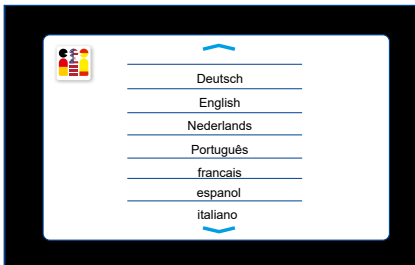 Deutsch
English
Nederlands
Português
francais
espanol
italiano